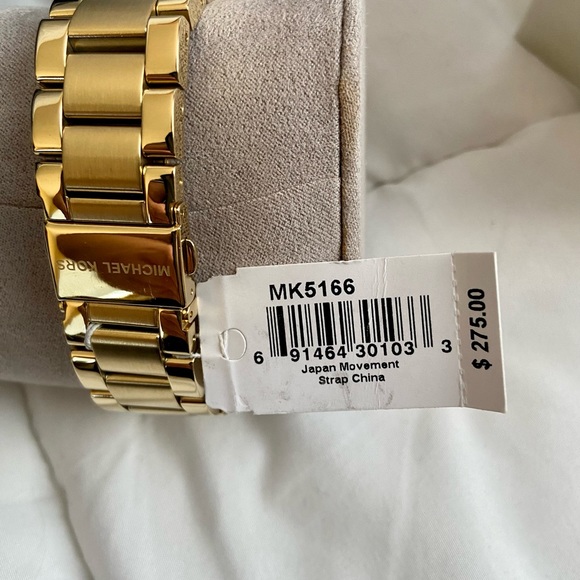 MICHAEL KORS
MK5166
6 91464 30103 3
Japan Movement
Strap China
$ 275.00